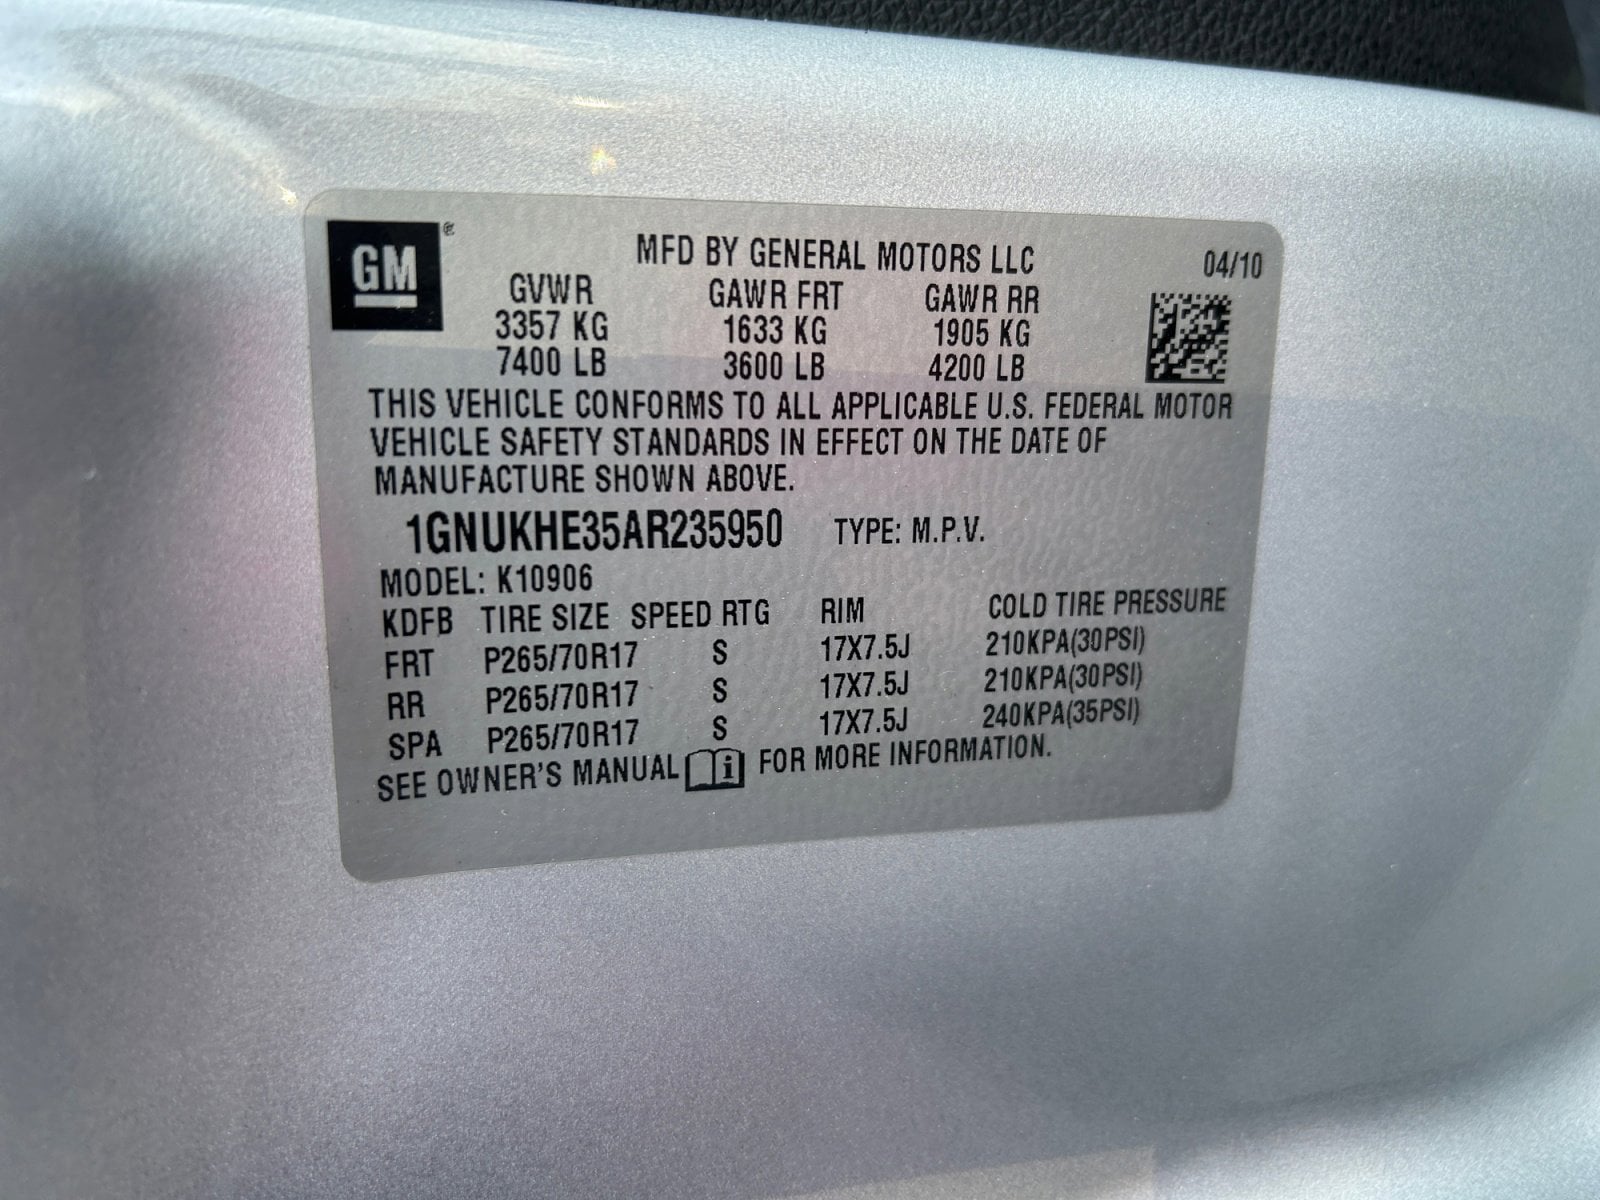 GM®
MFD BY GENERAL MOTORS LLC 04/10
GVWR GAWR FRT GAWR RR
3357 KG 1633 KG 1905 KG
7400 LB 3600 LB 4200 LB
THIS VEHICLE CONFORMS TO ALL APPLICABLE U.S. FEDERAL MOTOR
VEHICLE SAFETY STANDARDS IN EFFECT ON THE DATE OF
MANUFACTURE SHOWN ABOVE.
1GNUKHE35AR235950 TYPE: M.P.V.
MODEL: K10906
KDFB TIRE SIZE SPEED RTG RIM COLD TIRE PRESSURE
FRT P265/70R17 S 17X7.5J 210KPA(30PSI)
RR P265/70R17 S 17X7.5J 210KPA(30PSI)
SPA P265/70R17 S 17X7.5J 240KPA(35PSI)
SEE OWNER'S MANUAL i FOR MORE INFORMATION.